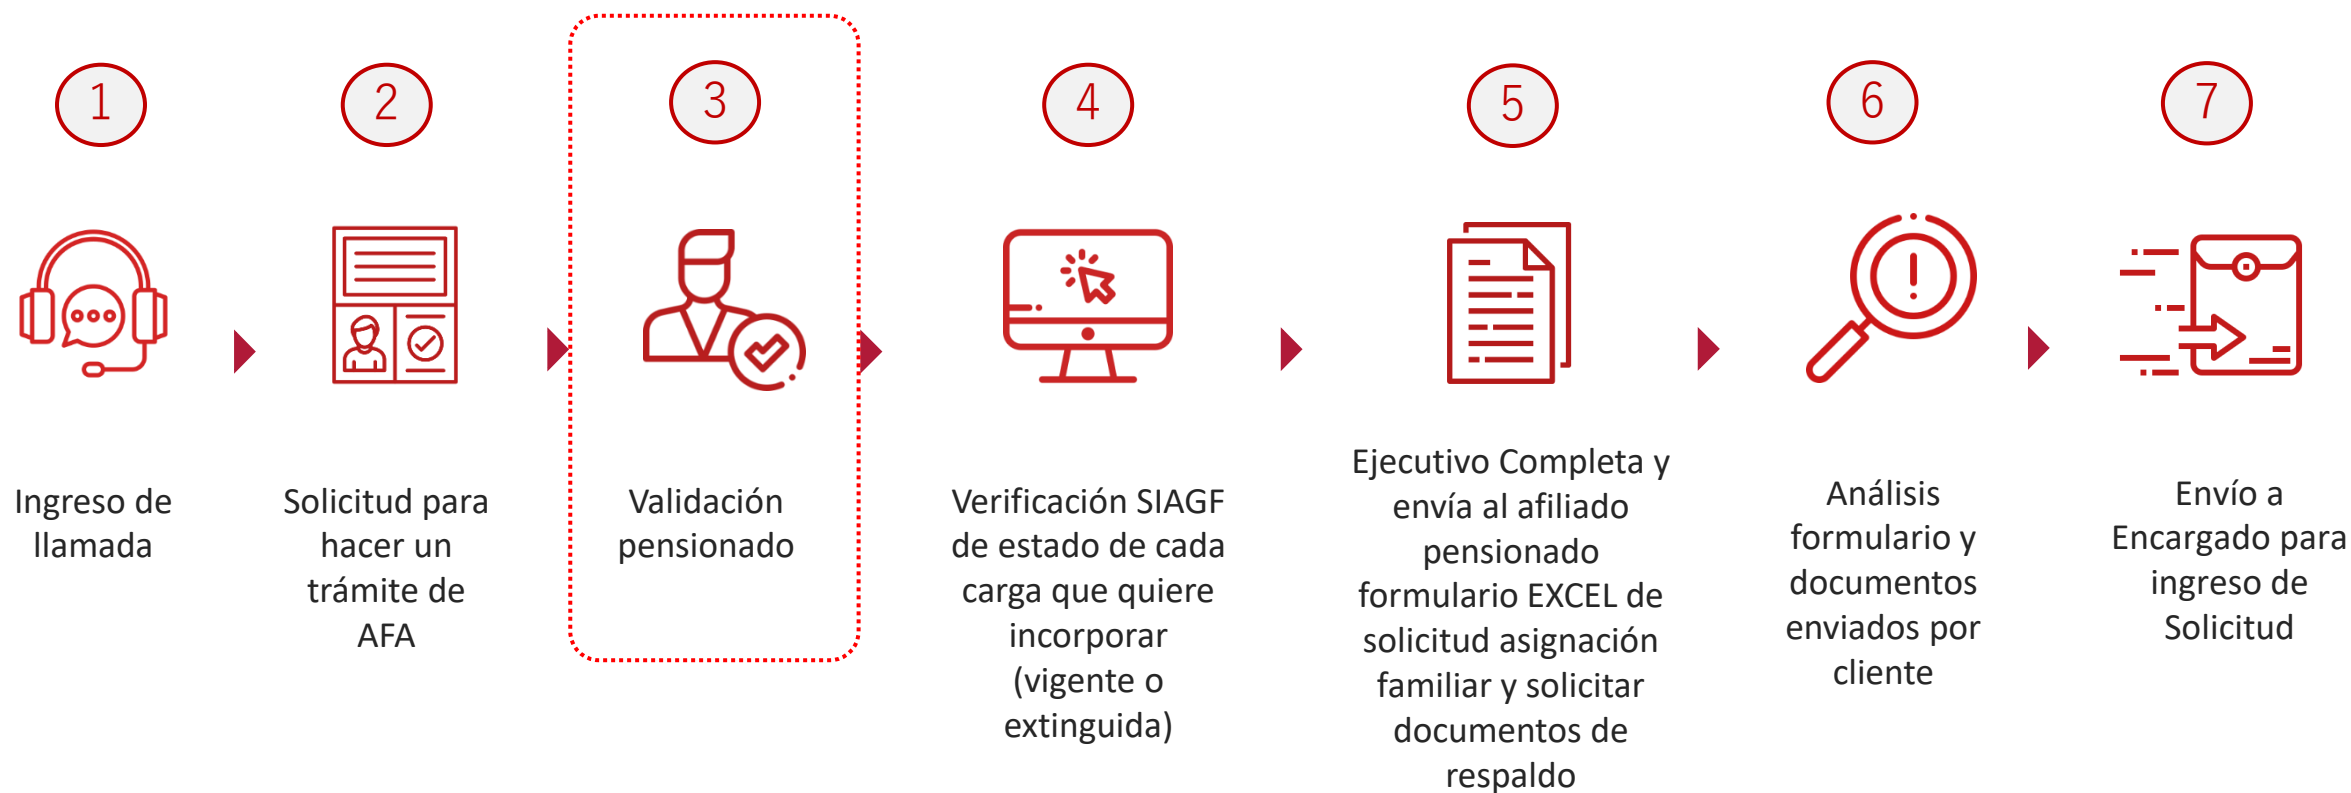 1
2
3
4
5
6
7
Ingreso de
llamada
Solicitud para
hacer un
trámite de
AFA
Validación
pensionado
Verificación SIAGF
de estado de cada
carga que quiere
incorporar
(vigente o
extinguida)
Ejecutivo Completa y
envía al afiliado
pensionado
formulario EXCEL de
solicitud asignación
familiar y solicitar
documentos de
respaldo
Análisis
formulario y
documentos
enviados por
cliente
Envío a
Encargado para
ingreso de
Solicitud